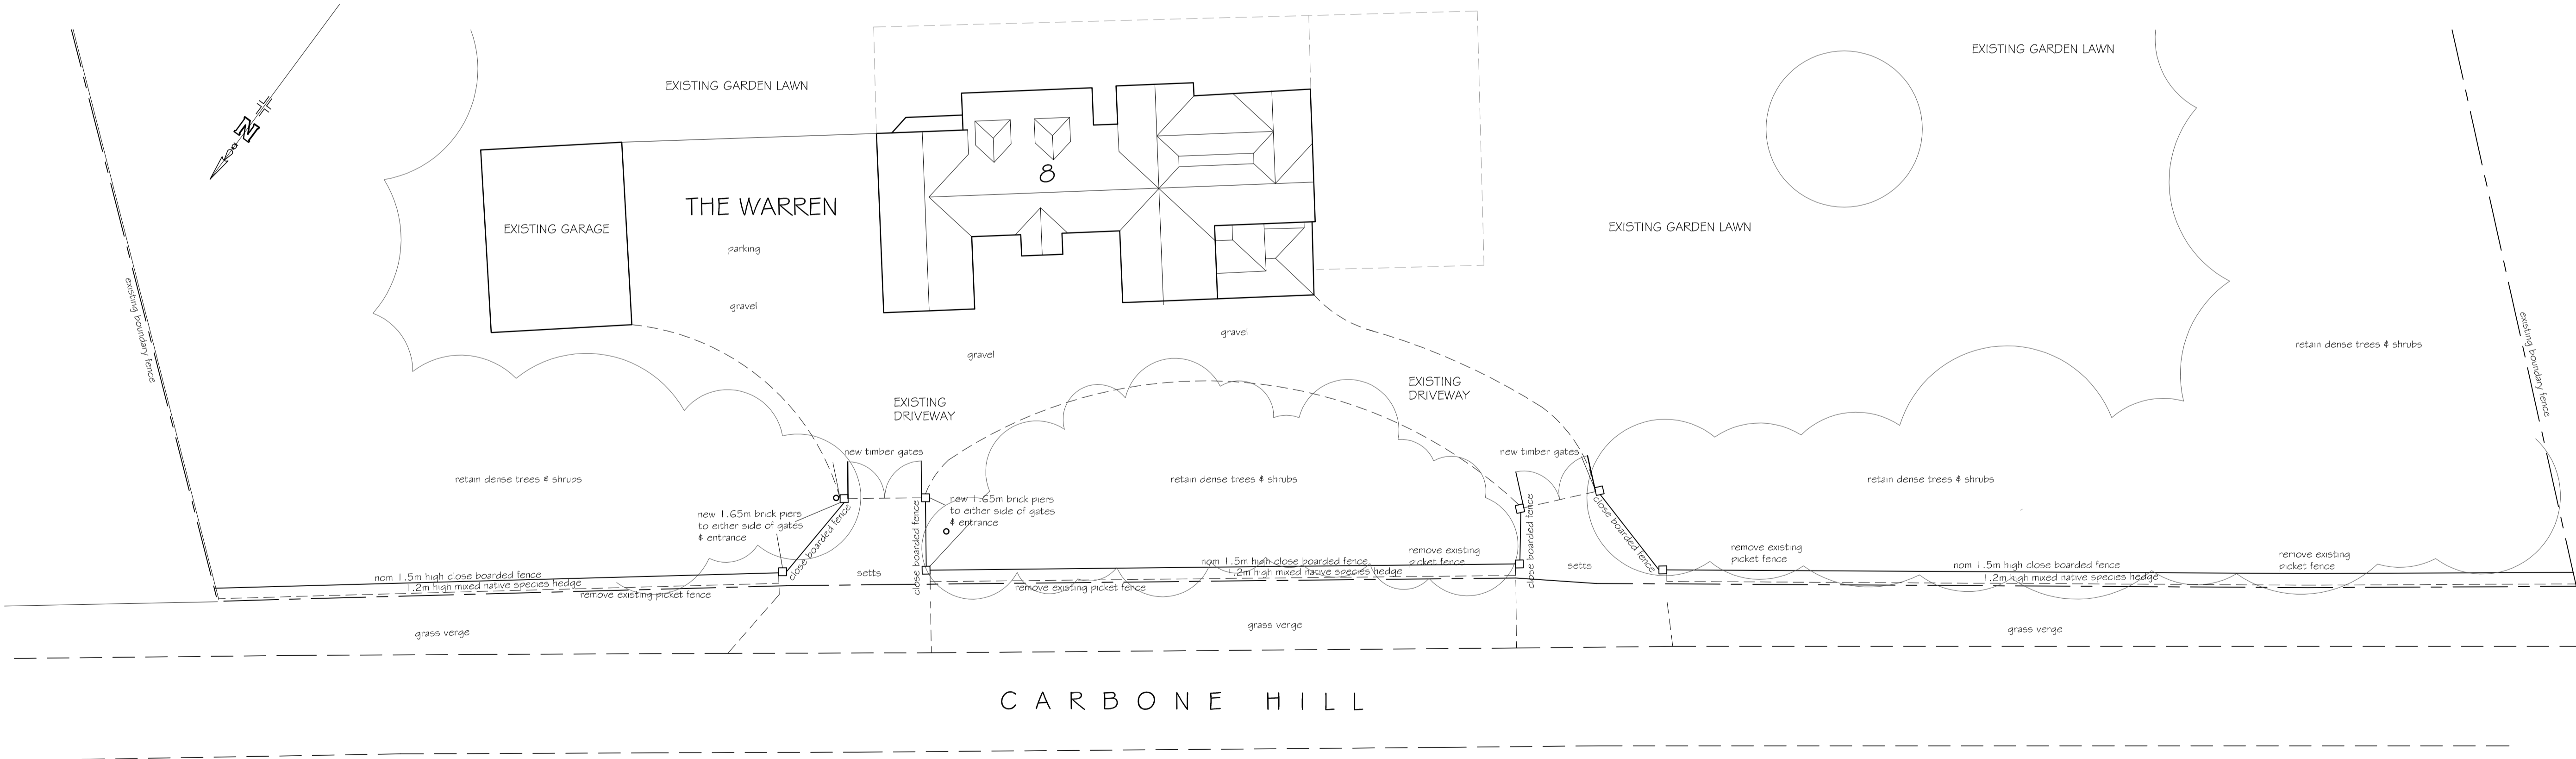 EXISTING GARDEN LAWN
EXISTING GARDEN LAWN
N
8
THE WARREN
EXISTING GARAGE
EXISTING GARDEN LAWN
parking
gravel
gravel
gravel
existing boundary fence
existing boundary fence
retain dense trees & shrubs
EXISTING
DRIVEWAY
EXISTING
DRIVEWAY
new timber gates
new timber gates
retain dense trees & shrubs
retain dense trees & shrubs
retain dense trees & shrubs
new 1.65m brick piers
to either side of gates
& entrance
new 1.65m brick piers
to either side of gates
& entrance
close boarded fence
close boarded fence
close boarded fence
close boarded fence
nom 1.5m high close boarded fence
1.2m high mixed native species hedge
remove existing picket fence
setts
nom 1.5m high close boarded fence
1.2m high mixed native species hedge
remove existing picket fence
remove existing
picket fence
setts
remove existing
picket fence
nom 1.5m high close boarded fence
1.2m high mixed native species hedge
remove existing
picket fence
grass verge
grass verge
grass verge
CARBONE HILL